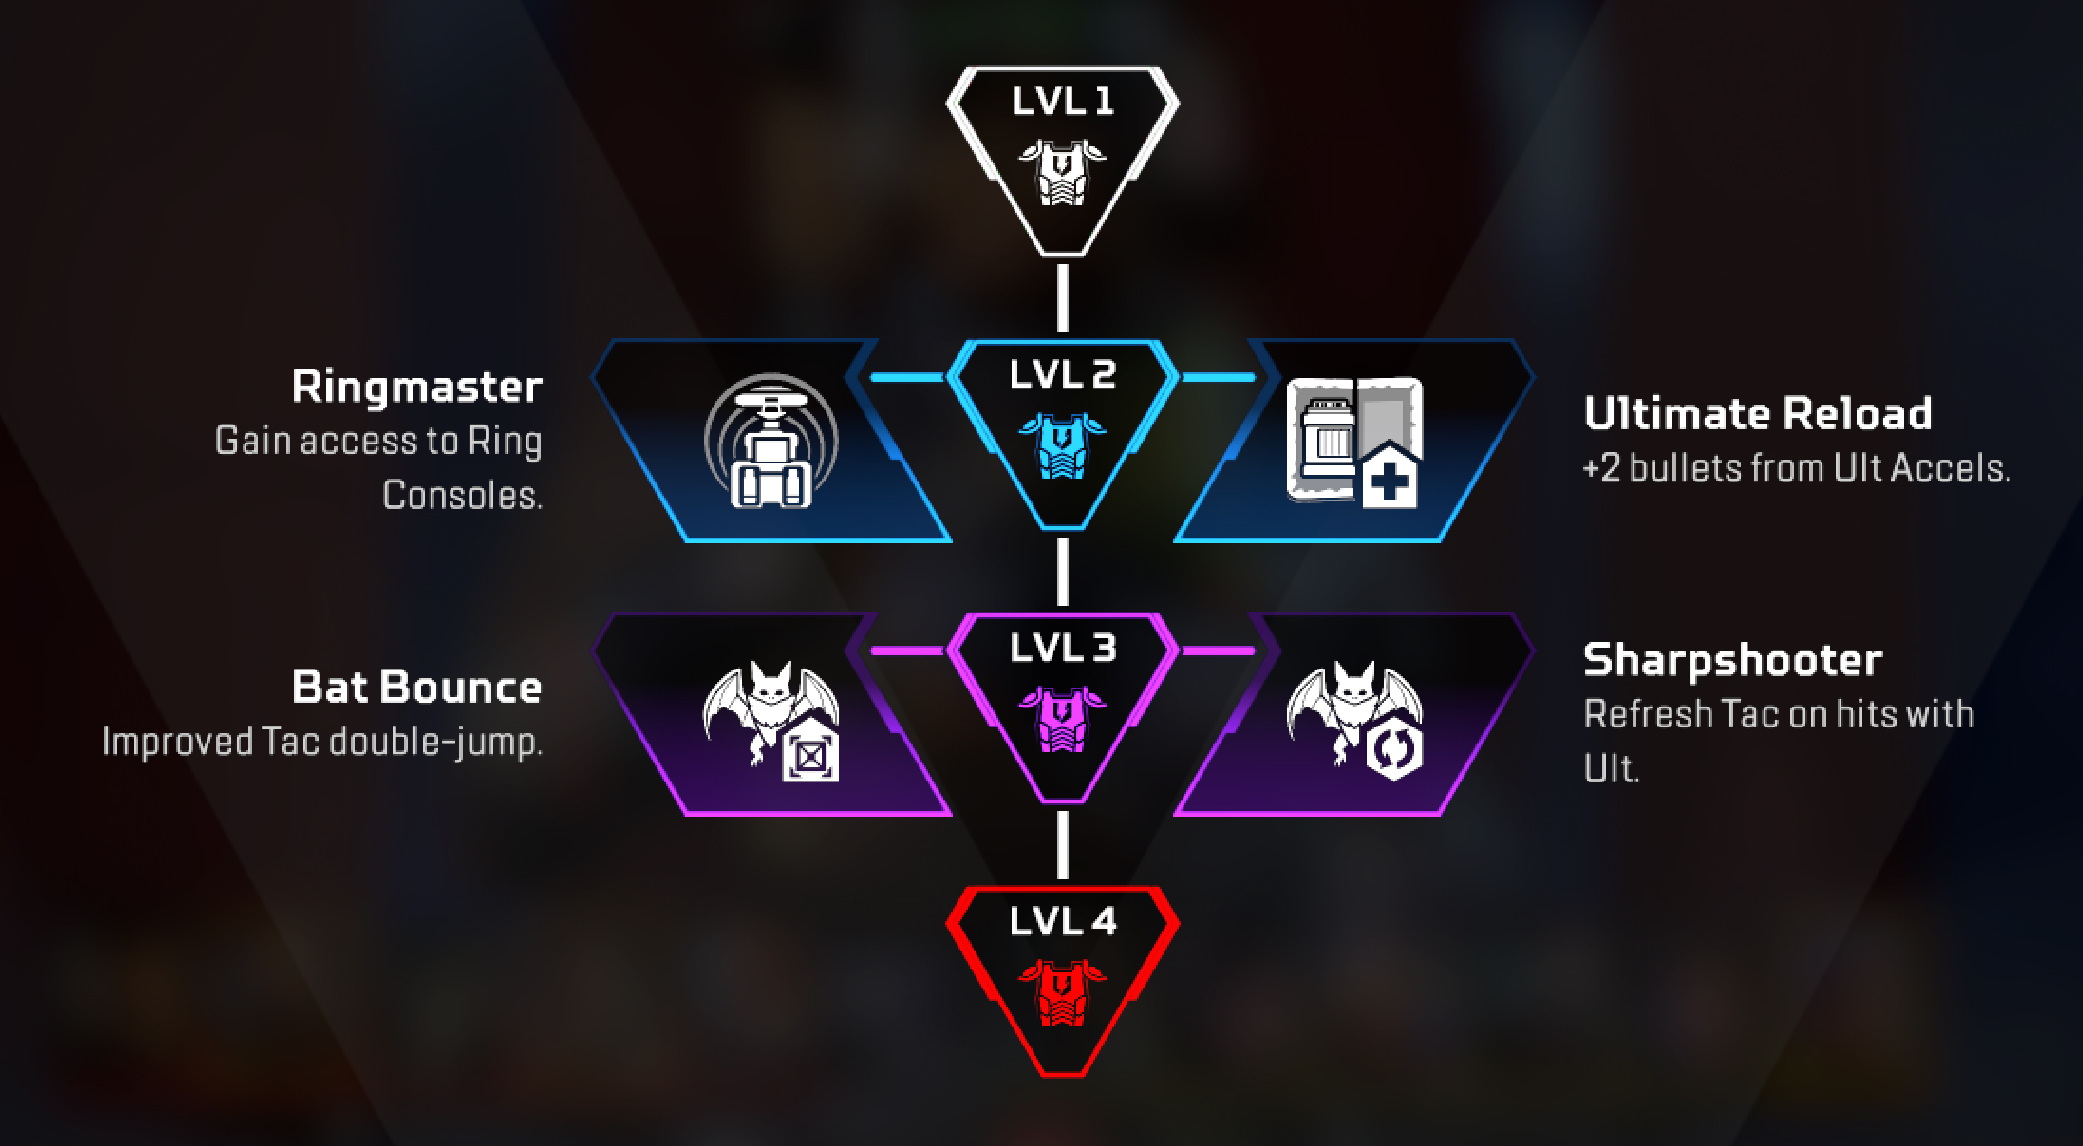 LVL 1
LVL 2
Ringmaster
Gain access to Ring
Consoles.
Ultimate Reload
+2 bullets from Ult Accels.
LVL 3
Bat Bounce
Improved Tac double-jump.
Sharpshooter
Refresh Tac on hits with
Ult.
LVL 4